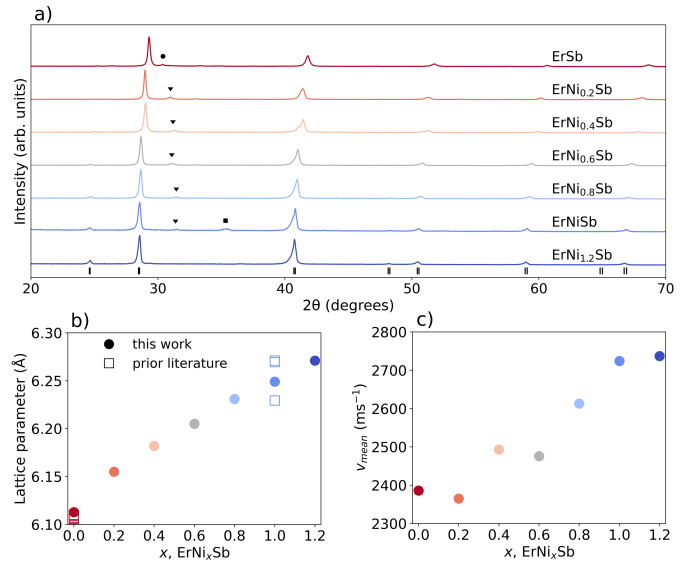 a)
Intensity (arb. units)
ErSb
ErNi0.2Sb
ErNi0.4Sb
ErNi0.6Sb
ErNi0.8Sb
ErNiSb
ErNi1.2Sb
20 30 40 50 60 70
2θ (degrees)
b)
Lattice parameter (Å)
6.30
6.25
6.20
6.15
6.10
this work
prior literature
0.0 0.2 0.4 0.6 0.8 1.0 1.2
x, ErNixSb
c)
vmean (ms−1)
2800
2700
2600
2500
2400
2300
0.0 0.2 0.4 0.6 0.8 1.0 1.2
x, ErNixSb